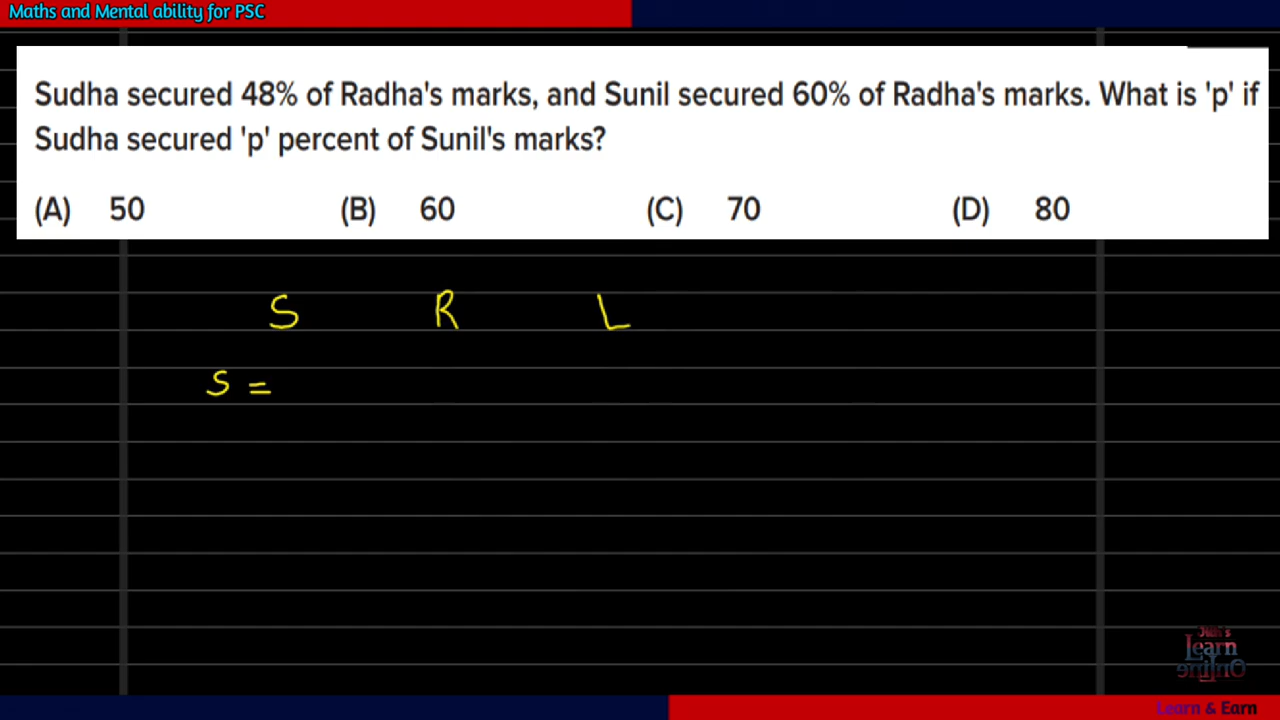 Maths and Mental ability for PSC
Sudha secured 48% of Radha's marks, and Sunil secured 60% of Radha's marks. What is 'p' if
Sudha secured 'p' percent of Sunil's marks?
(A) 50 (B) 60 (C) 70 (D) 80
S R L
S =
Learn
Online
Learn & Earn